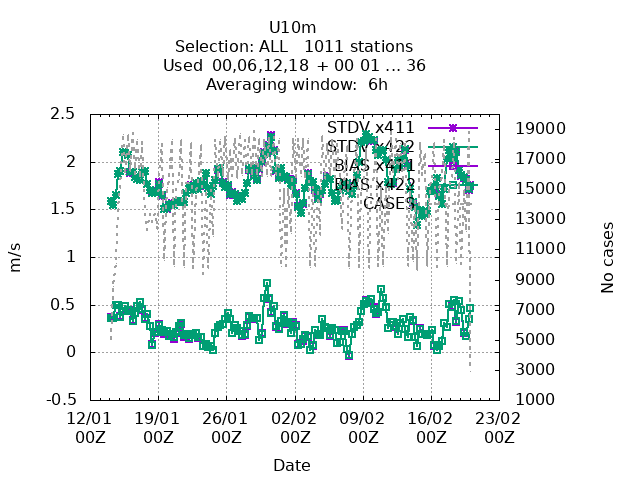 U10m
Selection: ALL   1011 stations
Used  00,06,12,18  + 00 01 ... 36
Averaging window:  6h
STDV x411
STDV x422
BIAS x411
BIAS x422
CASES
m/s
2.5
2
1.5
1
0.5
0
-0.5
No cases
19000
17000
15000
13000
11000
9000
7000
5000
3000
1000
12/01 19/01 26/01 02/02 09/02 16/02 23/02
00Z 00Z 00Z 00Z 00Z 00Z 00Z
Date